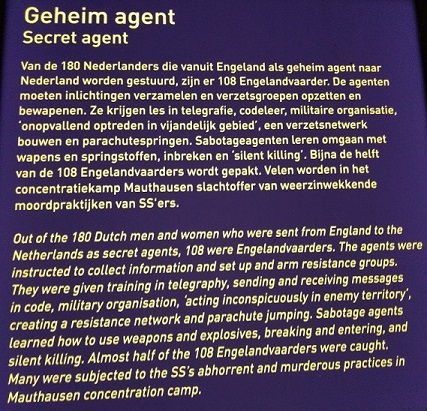 Geheim agent
Secret agent
Van de 180 Nederlanders die vanuit Engeland als geheim agent naar
Nederland worden gestuurd, zijn er 108 Engelandvaarder. De agenten
moeten inlichtingen verzamelen en verzetsgroepen opzetten en
bewapenen. Ze krijgen les in telegrafie, codeleer, militaire organisatie,
‘onopvallend optreden in vijandelijk gebied’, een verzetsnetwerk
bouwen en parachutespringen. Sabotageagenten leren omgaan met
wapens en springstoffen, inbreken en ‘silent killing’. Bijna de helft
van de 108 Engelandvaarders wordt gepakt. Velen worden in het
concentratiekamp Mauthausen slachtoffer van weerzinwekkende
moordpraktijken van SS'ers.
Out of the 180 Dutch men and women who were sent from England to the
Netherlands as secret agents, 108 were Engelandvaarders. The agents were
instructed to collect information and set up and arm resistance groups.
They were given training in telegraphy, sending and receiving messages
in code, military organisation, ‘acting inconspicuously in enemy territory’,
creating a resistance network and parachute jumping. Sabotage agents
learned how to use weapons and explosives, breaking and entering, and
silent killing. Almost half of the 108 Engelandvaarders were caught.
Many were subjected to the SS's abhorrent and murderous practices in
Mauthausen concentration camp.